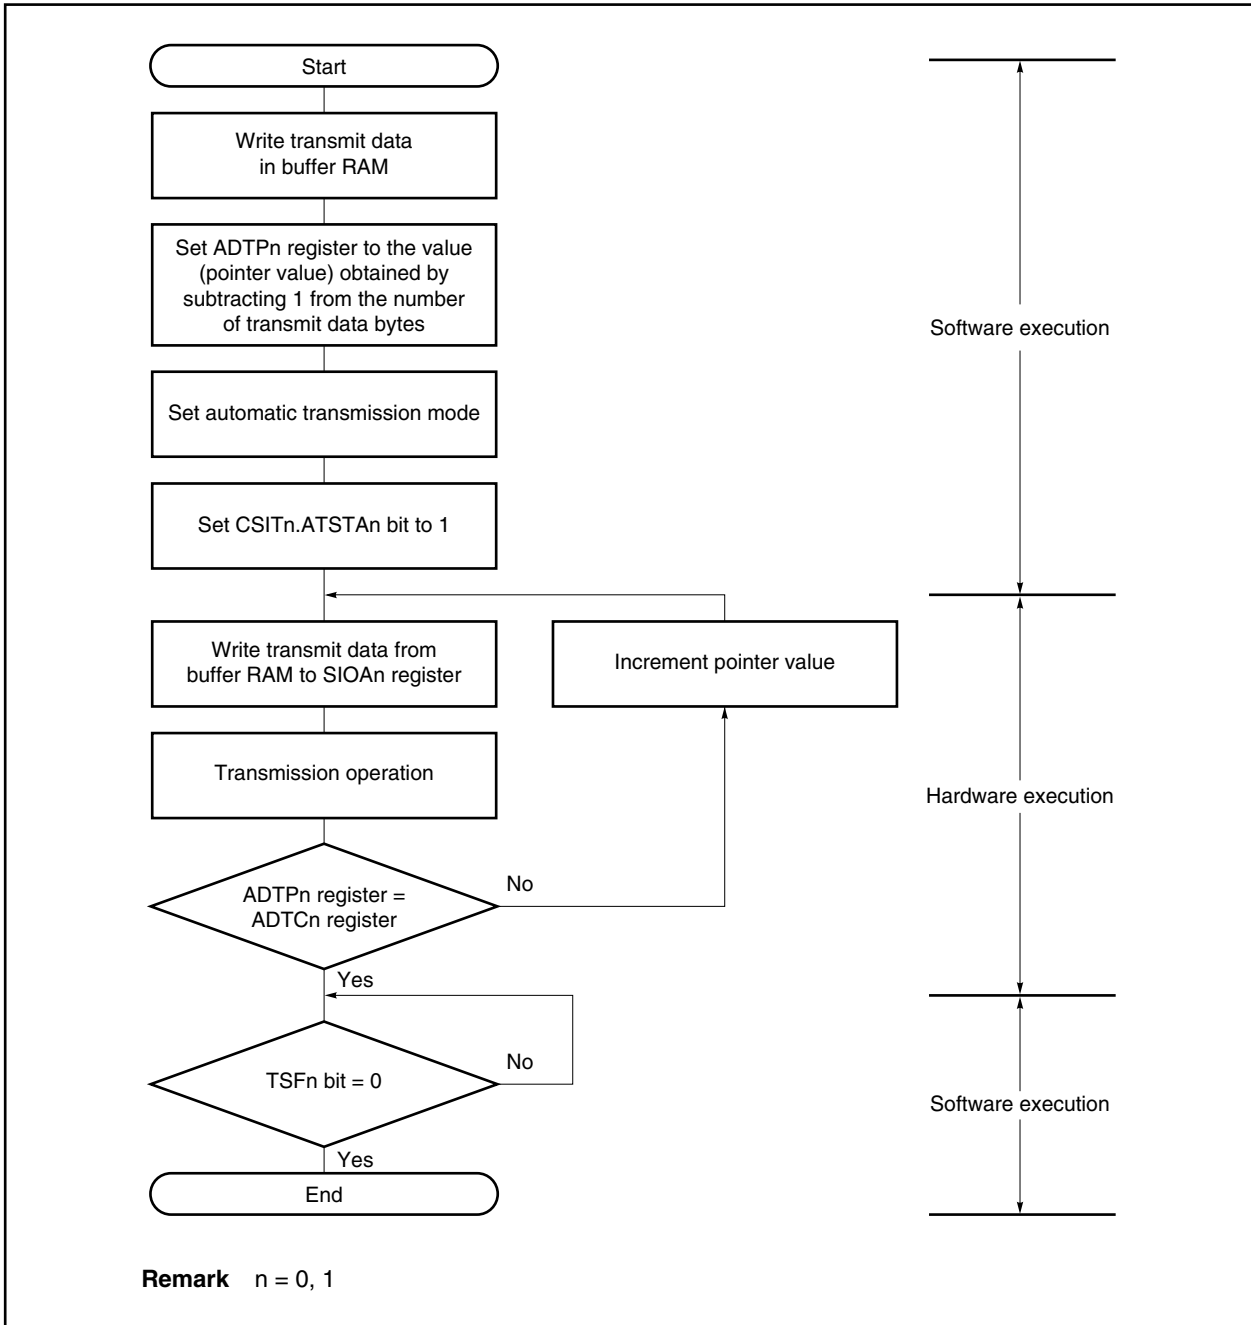 Start
Write transmit data
in buffer RAM
Set ADTPn register to the value
(pointer value) obtained by
subtracting 1 from the number
of transmit data bytes
Software execution
Set automatic transmission mode
Set CSITn.ATSTAn bit to 1
Write transmit data from
buffer RAM to SIOAn register
Increment pointer value
Transmission operation
Hardware execution
ADTPn register =
ADTCn register
No
Yes
TSFn bit = 0
No
Software execution
Yes
End
Remark n = 0, 1